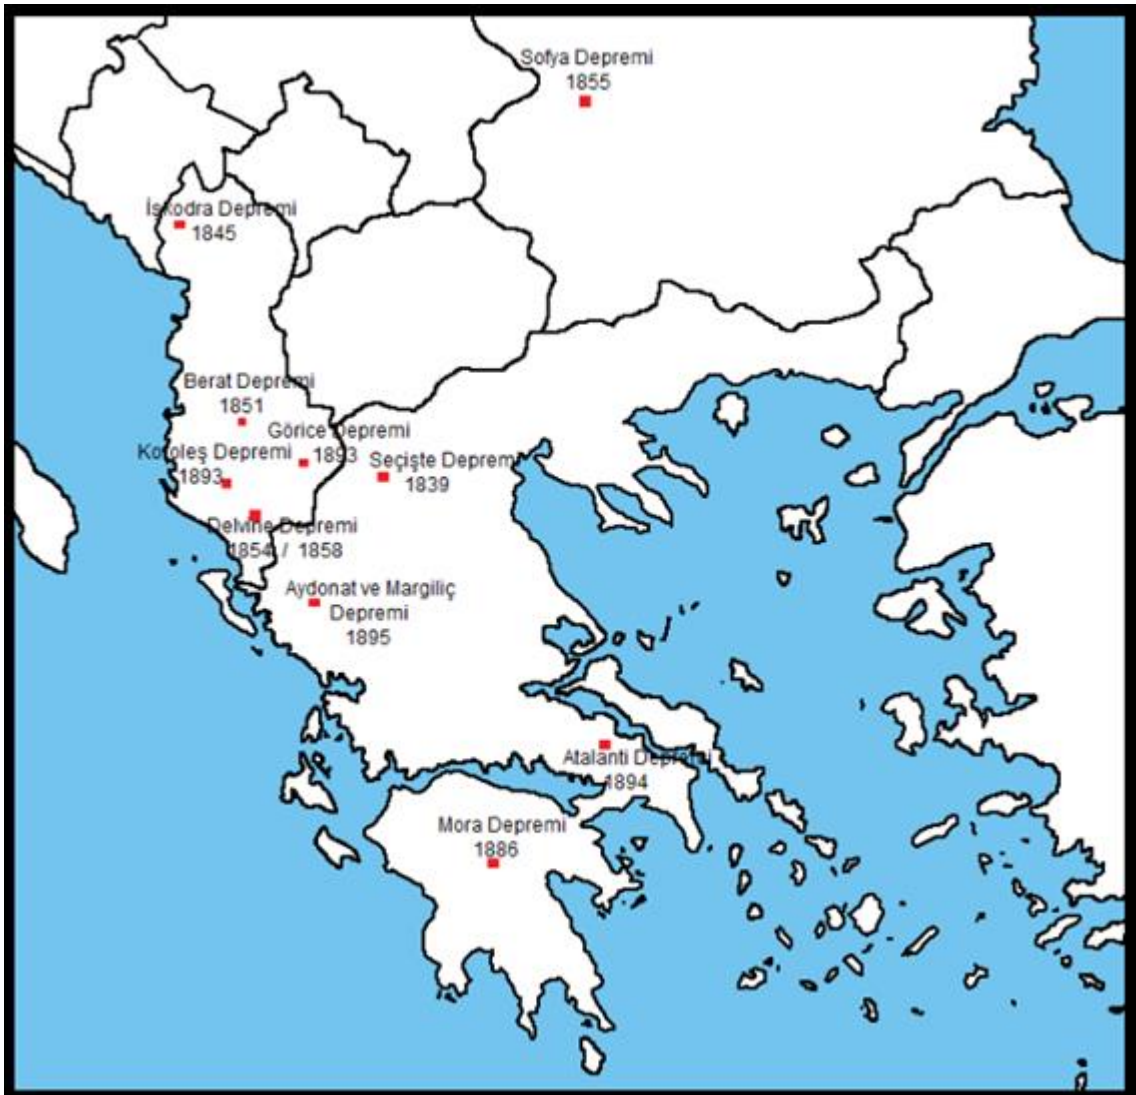 Sofya Depremi
1855
İşkodra Depremi
1845
Berat Depremi
1851
Görice Depremi
1893
Koroleş Depremi
1893
Seçişte Depremi
1839
Delvine Depremi
1854 / 1858
Aydonat ve Margiliç
Depremi
1895
Atalanti Depremi
1894
Mora Depremi
1886